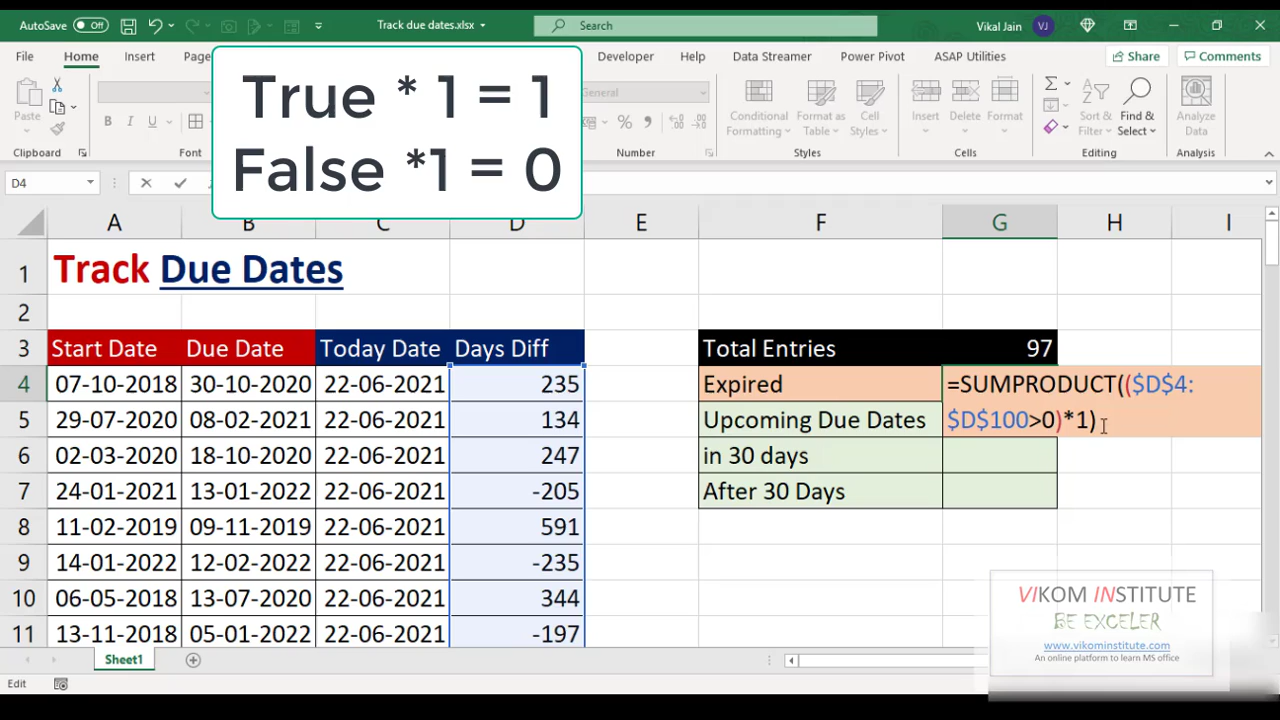 AutoSave Off
Track due dates.xlsx
Search
Vikal Jain VJ
File Home Insert Page
Developer Help Data Streamer Power Pivot ASAP Utilities Share Comments
True * 1 = 1
False *1 = 0
Paste
B I U
General
% 9
Conditional Formatting
Format as Table
Cell Styles
Insert
Delete
Format
Sort & Filter
Find & Select
Analyze Data
Clipboard Font Number Styles Cells Editing Analysis
D4
A B C D E F G H I
1 Track Due Dates
2
3 Start Date Due Date Today Date Days Diff Total Entries 97
4 07-10-2018 30-10-2020 22-06-2021 235 Expired =SUMPRODUCT(($D$4:
5 29-07-2020 08-02-2021 22-06-2021 134 Upcoming Due Dates $D$100>0)*1)
6 02-03-2020 18-10-2020 22-06-2021 247 in 30 days
7 24-01-2021 13-01-2022 22-06-2021 -205 After 30 Days
8 11-02-2019 09-11-2019 22-06-2021 591
9 14-01-2022 12-02-2022 22-06-2021 -235
10 06-05-2018 13-07-2020 22-06-2021 344
11 13-11-2018 05-01-2022 22-06-2021 -197
VIKOM INSTITUTE
BE EXCELER
www.vikominstitute.com
An online platform to learn MS office
Sheet1
Edit